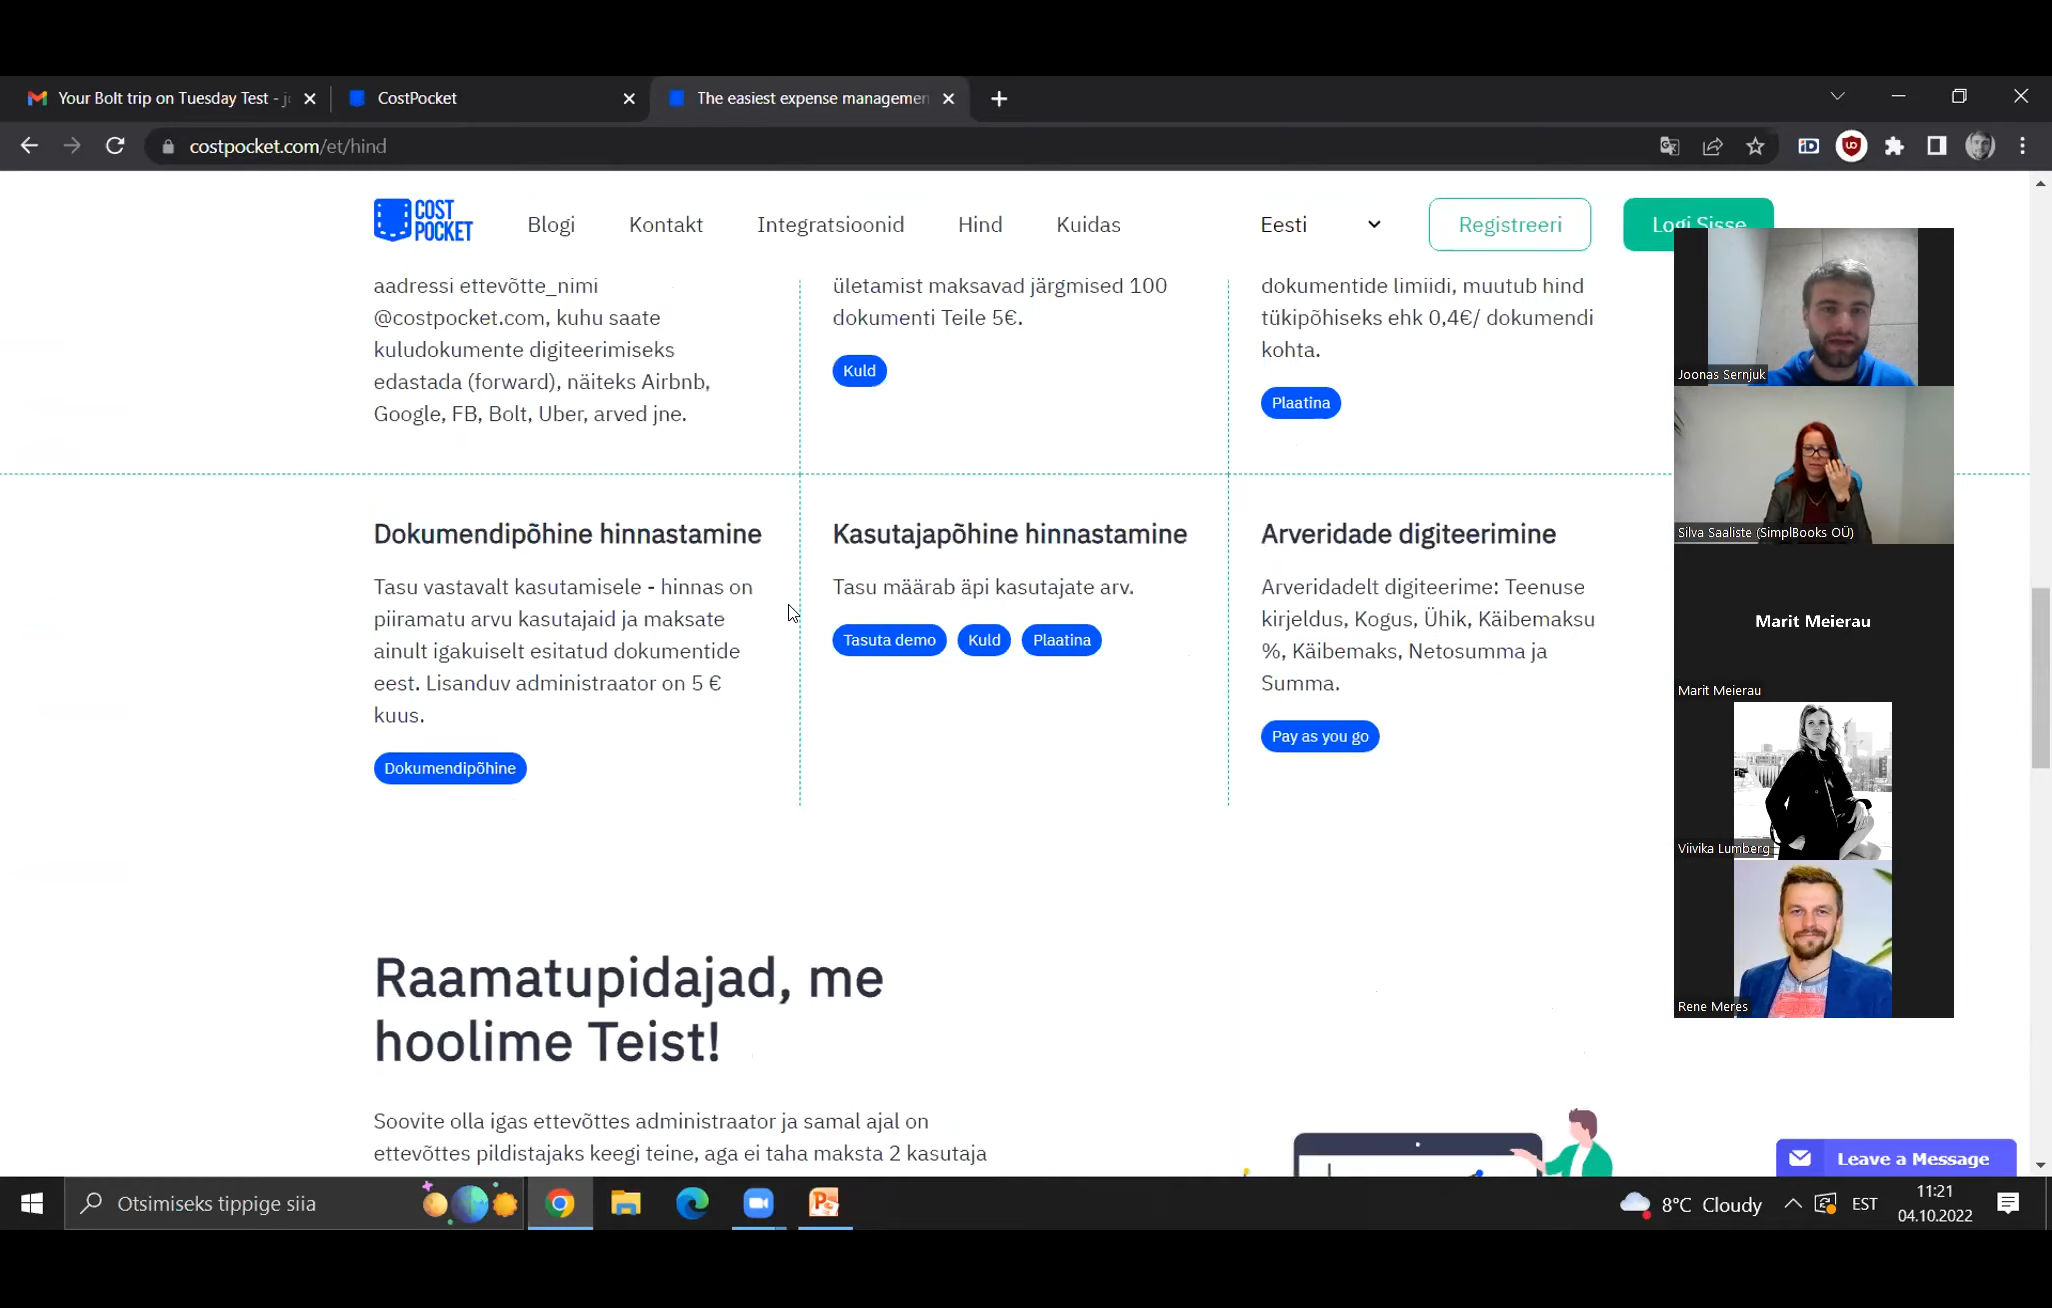 Your Bolt trip on Tuesday Test - j
CostPocket
The easiest expense managemen
costpocket.com/et/hind
COST
POCKET
Blogi
Kontakt
Integratsioonid
Hind
Kuidas
Eesti
Registreeri
Logi Sisse
aadressi ettevõtte_nimi
@costpocket.com, kuhu saate
kuludokumente digiteerimiseks
edastada (forward), näiteks Airbnb,
Google, FB, Bolt, Uber, arved jne.
ületamist maksavad järgmised 100
dokumenti Teile 5€.
Kuld
dokumentide limiidi, muutub hind
tükipõhiseks ehk 0,4€/ dokumendi
kohta.
Plaatina
Dokumendipõhine hinnastamine
Tasu vastavalt kasutamisele - hinnas on
piiramatu arvu kasutajaid ja maksate
ainult igakuiselt esitatud dokumentide
eest. Lisanduv administraator on 5 €
kuus.
Dokumendipõhine
Kasutajapõhine hinnastamine
Tasu määrab äpi kasutajate arv.
Tasuta demo
Kuld
Plaatina
Arveridade digiteerimine
Arveridadelt digiteerime: Teenuse
kirjeldus, Kogus, Ühik, Käibemaksu
%, Käibemaks, Netosumma ja
Summa.
Pay as you go
Raamatupidajad, me
hoolime Teist!
Soovite olla igas ettevõttes administraator ja samal ajal on
ettevõttes pildistajaks keegi teine, aga ei taha maksta 2 kasutaja
Joonas Sernjuk
Silva Saaliste (SimplBooks OÜ)
Marit Meierau
Marit Meierau
Viivika Lumberg
Rene Meres
Leave a Message
Otsimiseks tippige siia
8°C Cloudy
EST
11:21
04.10.2022